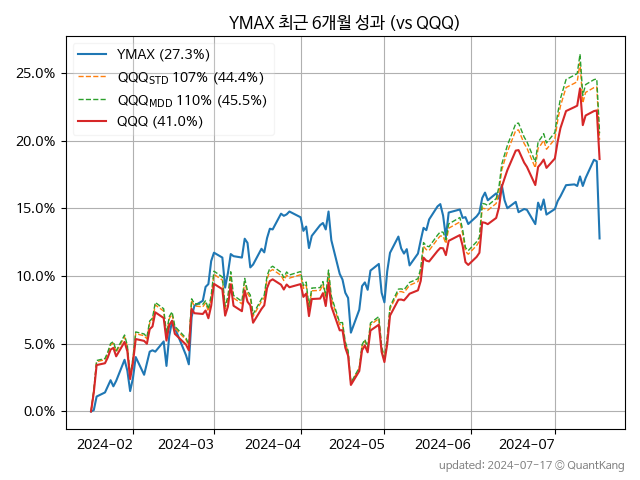 YMAX 최근 6개월 성과 (vs QQQ)
YMAX (27.3%)
QQQSTD 107% (44.4%)
QQQMDD 110% (45.5%)
QQQ (41.0%)
25.0%
20.0%
15.0%
10.0%
5.0%
0.0%
2024-02 2024-03 2024-04 2024-05 2024-06 2024-07
updated: 2024-07-17 © QuantKang